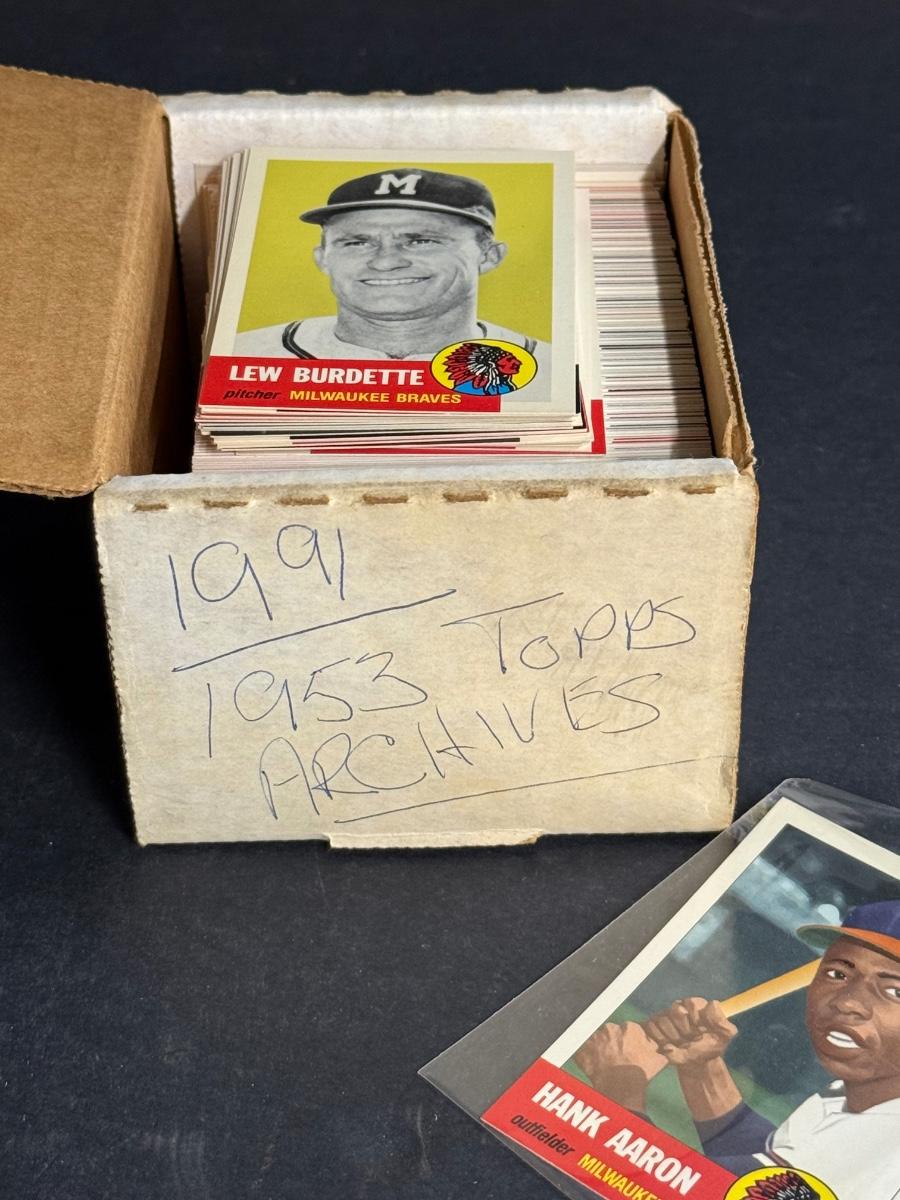 M
LEW BURDETTE
pitcher MILWAUKEE BRAVES
1991
1953 TOPPS
ARCHIVES
HANK AARON
outfielder